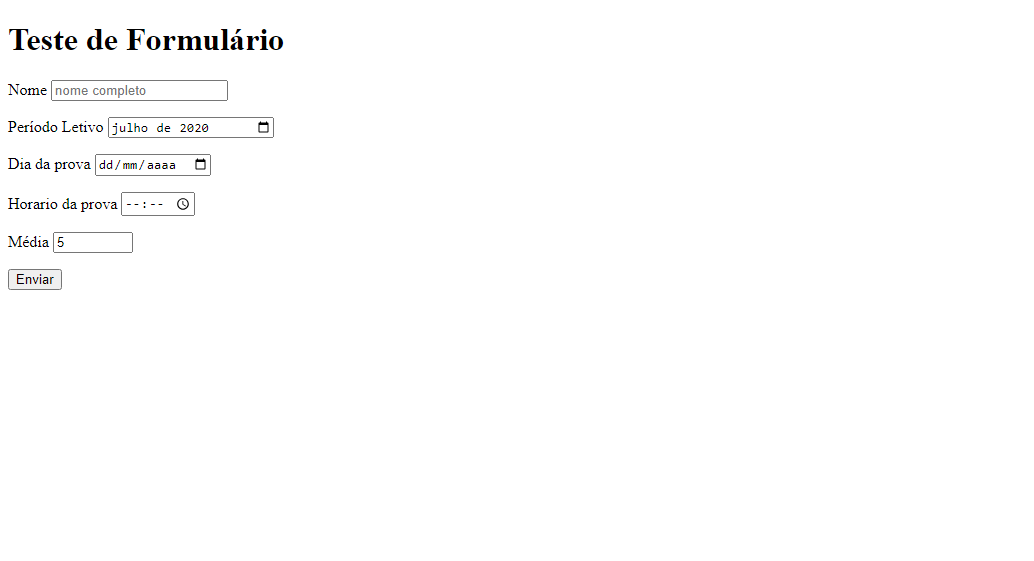 Teste de Formulário
Nome nome completo
Período Letivo julho de 2020
Dia da prova dd/mm/aaaa
Horario da prova --:--
Média 5
Enviar